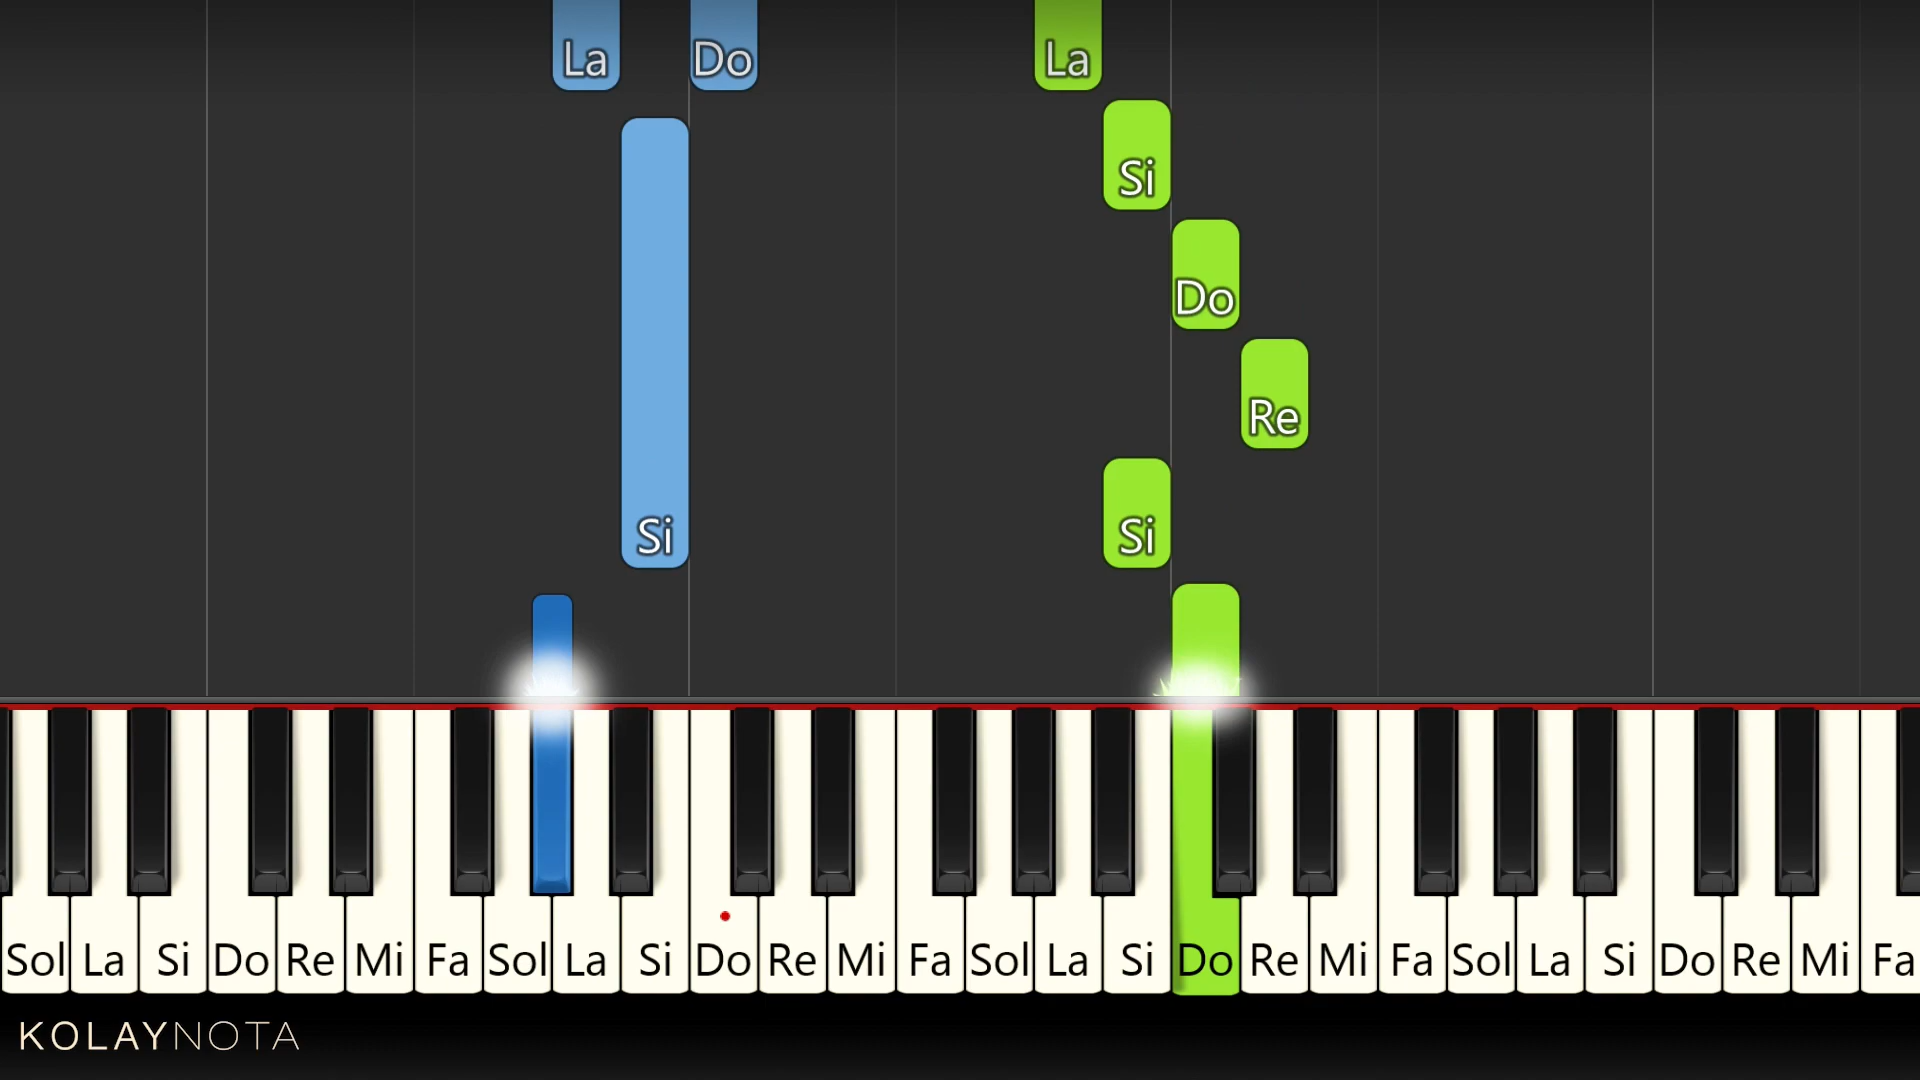 La Do La
Si
Do
Re
Si Si
Sol La Si Do Re Mi Fa Sol La Si Do Re Mi Fa Sol La Si Do Re Mi Fa Sol La Si Do Re Mi Fa
KOLAYNOTA